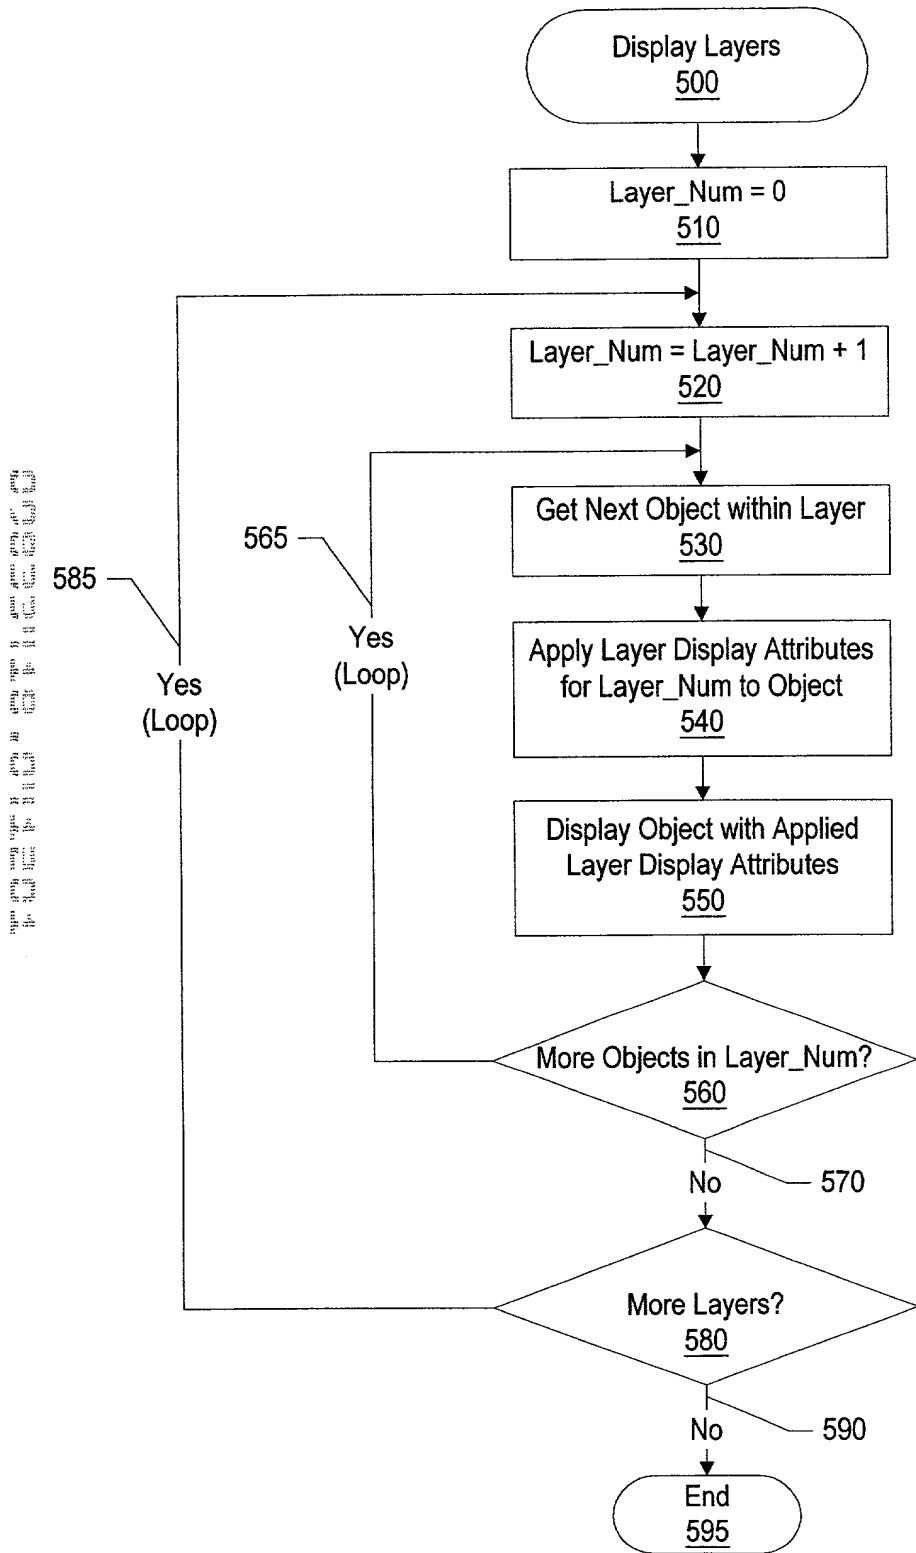 Display Layers
500
Layer_Num = 0
510
Layer_Num = Layer_Num + 1
520
Get Next Object within Layer
530
565
585
Yes
(Loop)
Yes
(Loop)
Apply Layer Display Attributes
for Layer_Num to Object
540
Display Object with Applied
Layer Display Attributes
550
More Objects in Layer_Num?
560
No
570
More Layers?
580
No
590
End
595